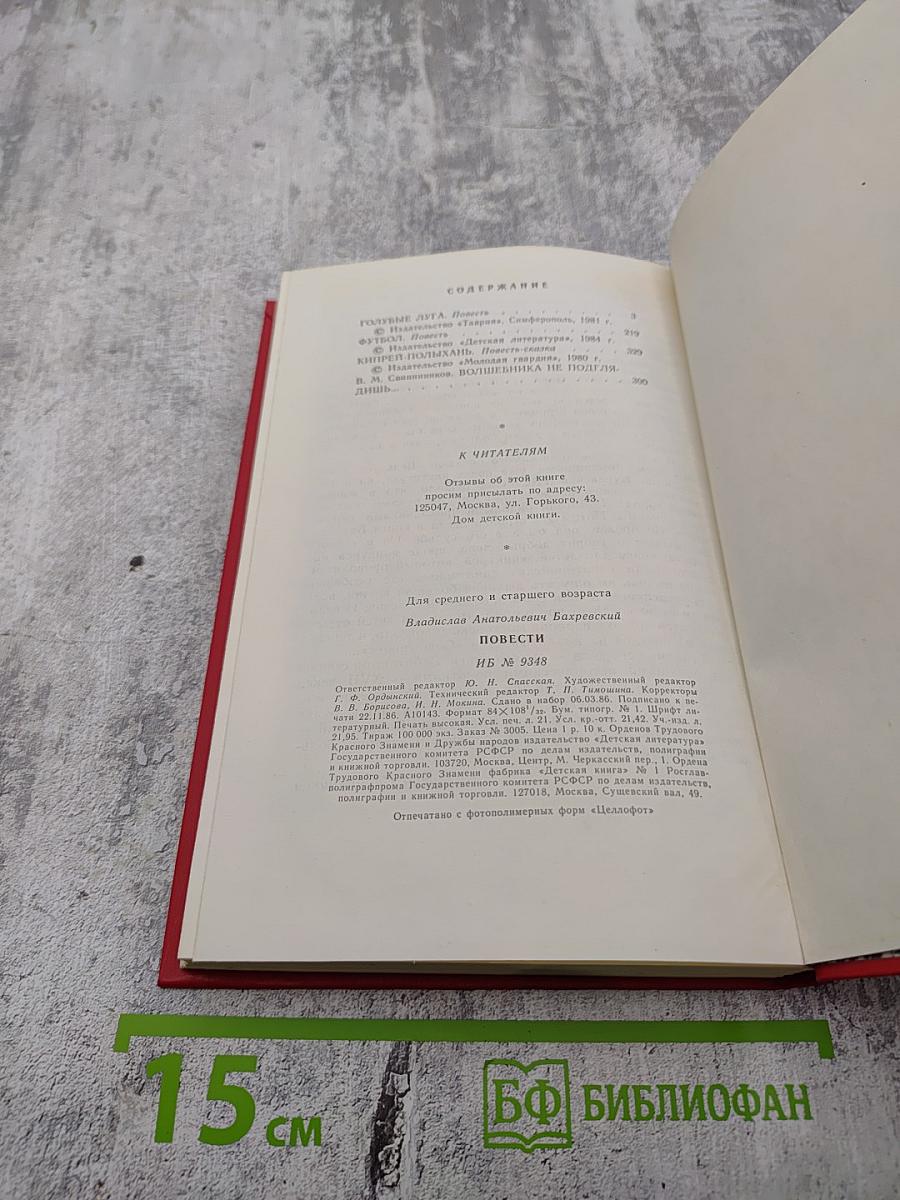 СОДЕРЖАНИЕ
ГОЛУБЫЕ ЛУГА. Повесть . . . . . . . . . . 3
© Издательство «Таврия», Симферополь, 1981 г.
ФУТБОЛ. Повесть . . . . . . . . . . . . . 219
© Издательство «Детская литература», 1984 г.
КИПРЕЙ-ПОЛЫХАНЬ. Повесть-сказка . . . . . 329
© Издательство «Молодая гвардия», 1980 г.
В. М. Свининников. ВОЛШЕБНИКА НЕ ПОДГЛЯ-
ДИШЬ... . . . . . . . . . . . . . . . . .
*
К ЧИТАТЕЛЯМ
Отзывы об этой книге
просим присылать по адресу:
125047, Москва, ул. Горького, 43.
Дом детской книги.
*
Для среднего и старшего возраста
Владислав Анатольевич Бахревский
ПОВЕСТИ
ИБ № 9348
Ответственный редактор Ю. Н. Спасская. Художественный редактор
Г. Ф. Ордынский. Технический редактор Т. П. Тимошина. Корректоры
В. В. Борисова, И. Н. Мокина. Сдано в набор 06.03.86. Подписано к пе-
чати 22.11.86. А10143. Формат 84×108¹/₃₂. Бум. типогр. № 1. Шрифт ли-
тературный. Печать высокая. Усл. печ. л. 21. Усл. кр.-отт. 21,42. Уч.-изд. л.
21,95. Тираж 100 000 экз. Заказ № 3005. Цена 1 р. 10 к. Орденов Трудового
Красного Знамени и Дружбы народов издательство «Детская литература»
Государственного комитета РСФСР по делам издательств, полиграфии
и книжной торговли. 103720, Москва, Центр, М. Черкасский пер., 1. Ордена
Трудового Красного Знамени фабрика «Детская книга» № 1 Росглав-
полиграфпрома Государственного комитета РСФСР по делам издательств,
полиграфии и книжной торговли. 127018, Москва, Сущевский вал, 49.
Отпечатано с фотополимерных форм «Целлофот»
15 см
БФ БИБЛИОФАН